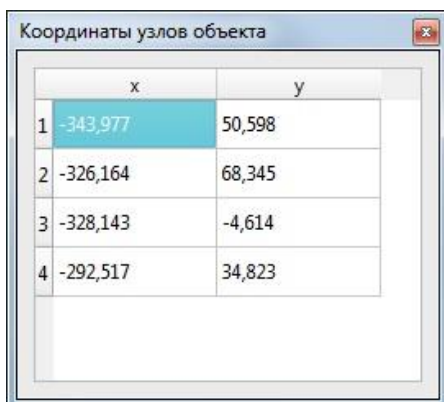 Координаты узлов объекта
x y
1 -343,977 50,598
2 -326,164 68,345
3 -328,143 -4,614
4 -292,517 34,823